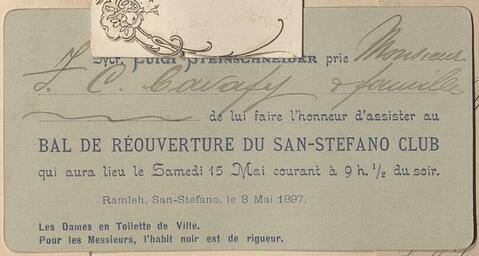 LUIGI STEINSCHNEIDER prie Monsieur
J. C. Cavafy & famille
de lui faire l'honneur d'assister au
BAL DE RÉOUVERTURE DU SAN-STEFANO CLUB
qui aura lieu le Samedi 15 Mai courant à 9 h. ½ du soir.
Ramleh, San-Stefano, le 8 Mai 1897.
Les Dames en Toilette de Ville.
Pour les Messieurs, l'habit noir est de rigueur.